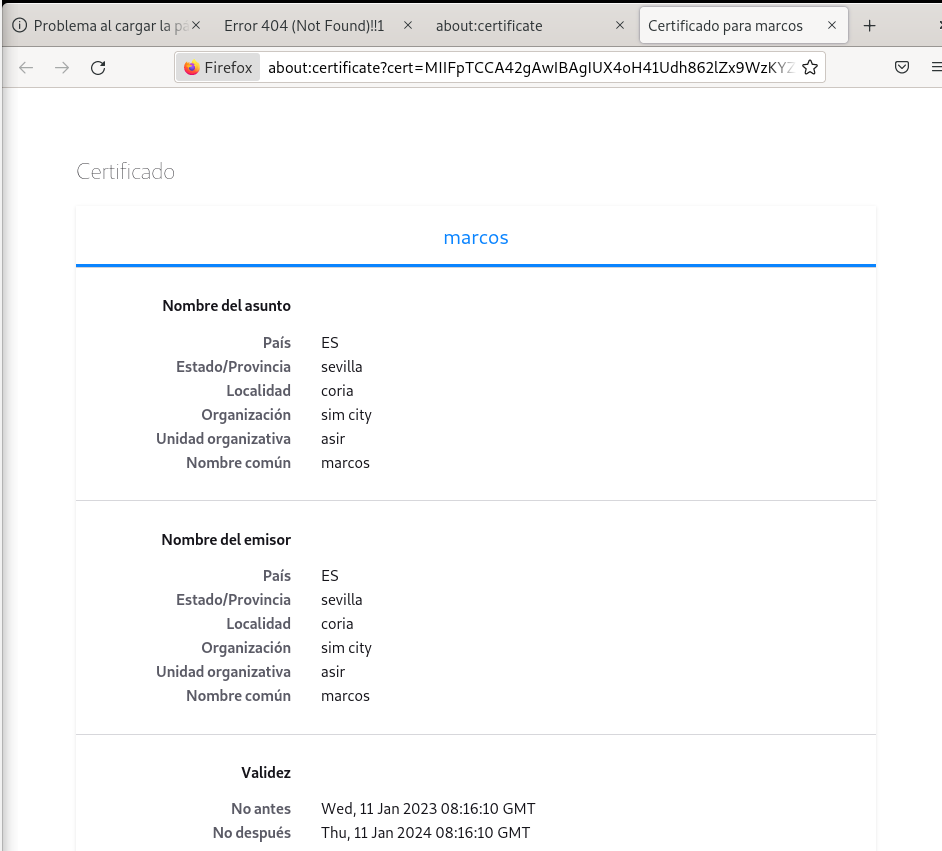 Problema al cargar la pá
Error 404 (Not Found)!!1
about:certificate
Certificado para marcos
Firefox about:certificate?cert=MIIFpTCCA42gAwIBAgIUX4oH41Udh862lZx9WzKYZ
Certificado
marcos
Nombre del asunto
País ES
Estado/Provincia sevilla
Localidad coria
Organización sim city
Unidad organizativa asir
Nombre común marcos
Nombre del emisor
País ES
Estado/Provincia sevilla
Localidad coria
Organización sim city
Unidad organizativa asir
Nombre común marcos
Validez
No antes Wed, 11 Jan 2023 08:16:10 GMT
No después Thu, 11 Jan 2024 08:16:10 GMT